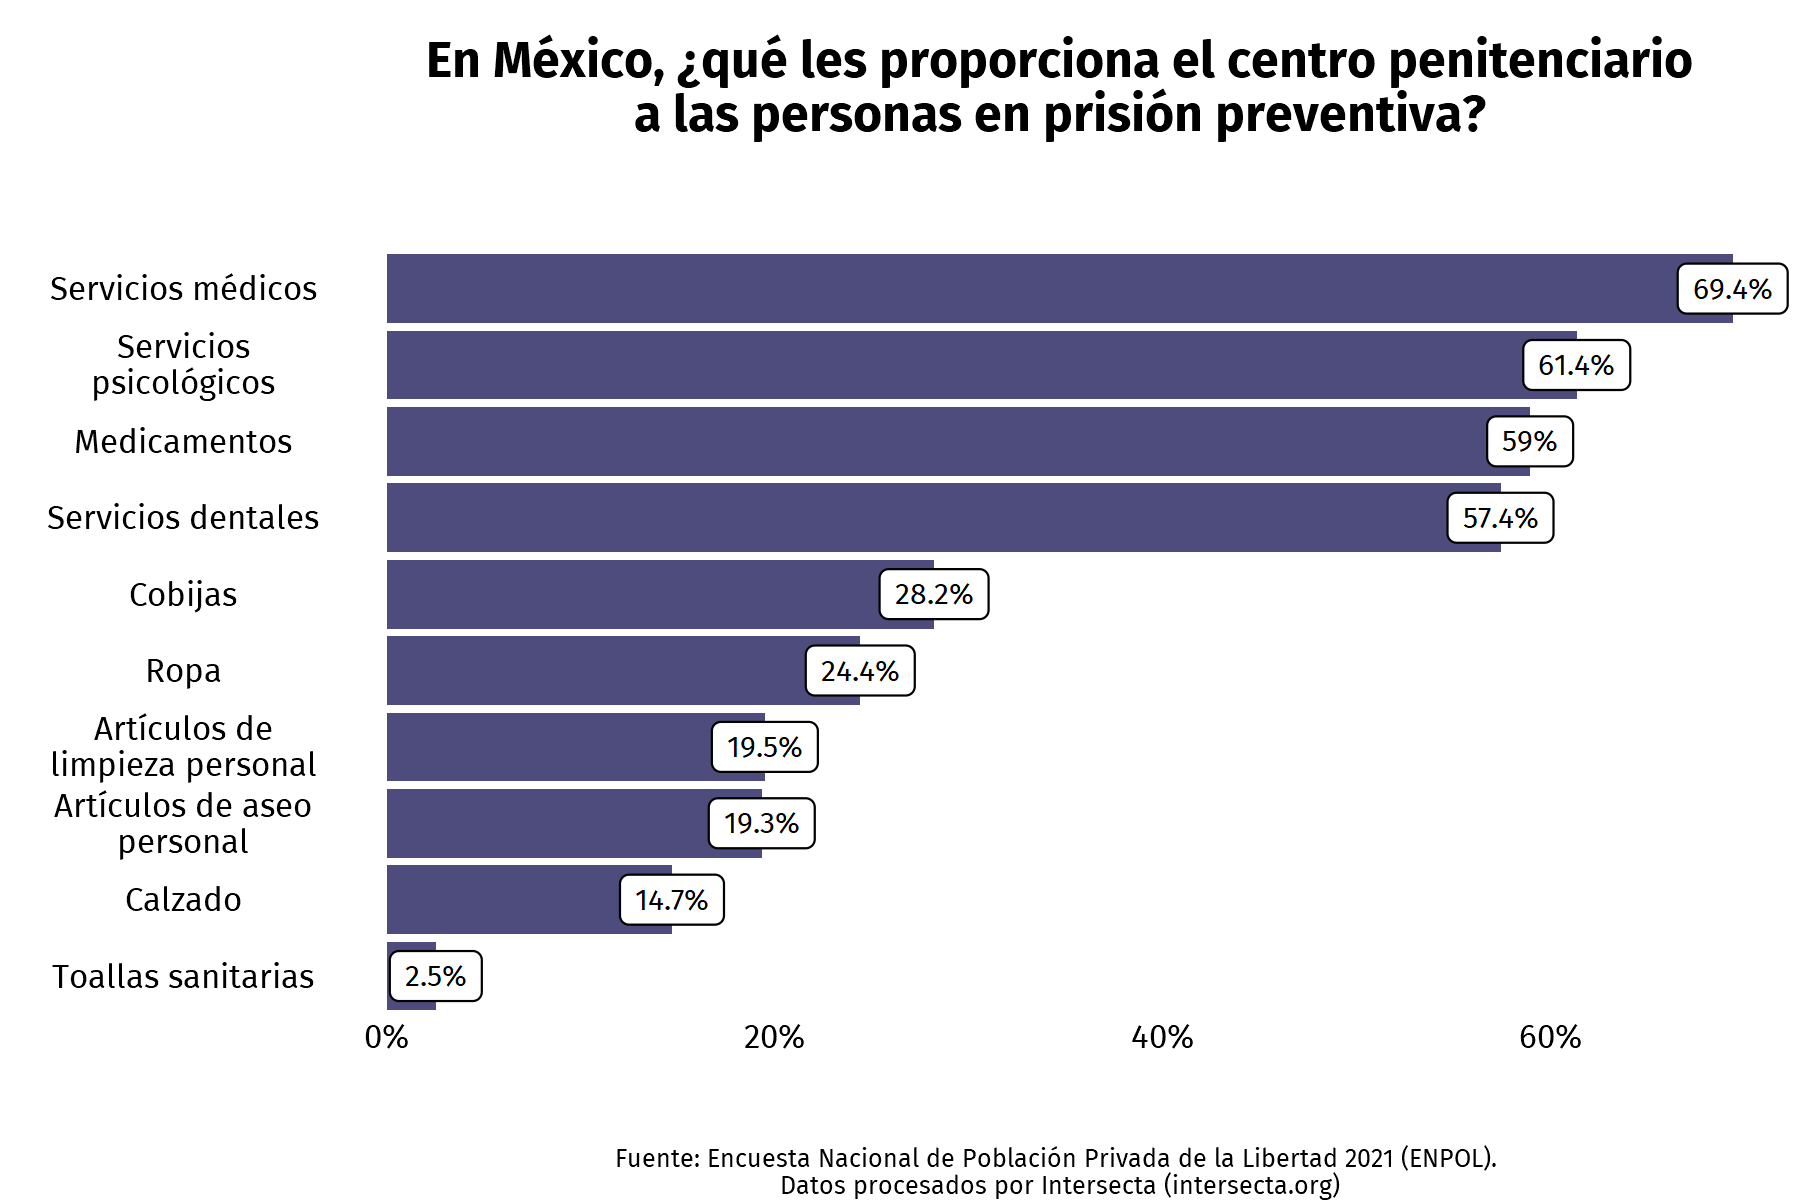 En México, ¿qué les proporciona el centro penitenciario
a las personas en prisión preventiva?
Servicios médicos
69.4%
Servicios
psicológicos
61.4%
Medicamentos
59%
Servicios dentales
57.4%
Cobijas
28.2%
Ropa
24.4%
Artículos de
limpieza personal
19.5%
Artículos de aseo
personal
19.3%
Calzado
14.7%
Toallas sanitarias
2.5%
0%
20%
40%
60%
Fuente: Encuesta Nacional de Población Privada de la Libertad 2021 (ENPOL).
Datos procesados por Intersecta (intersecta.org)